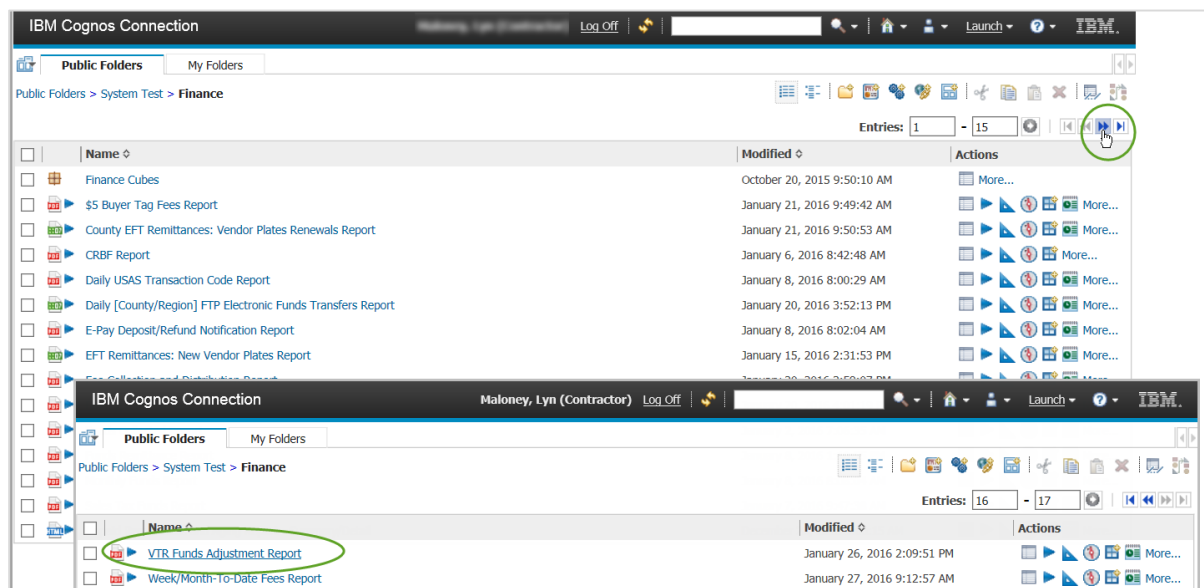 IBM Cognos Connection
Maloney, Lyn (Contractor) Log Off Launch IBM.
Public Folders My Folders
Public Folders > System Test > Finance
Entries: 1 - 15
Name Modified Actions
Finance Cubes October 20, 2015 9:50:10 AM More...
$5 Buyer Tag Fees Report January 21, 2016 9:49:42 AM More...
County EFT Remittances: Vendor Plates Renewals Report January 21, 2016 9:50:53 AM More...
CRBF Report January 6, 2016 8:42:48 AM More...
Daily USAS Transaction Code Report January 8, 2016 8:00:29 AM More...
Daily [County/Region] FTP Electronic Funds Transfers Report January 20, 2016 3:52:13 PM More...
E-Pay Deposit/Refund Notification Report January 8, 2016 8:02:04 AM More...
EFT Remittances: New Vendor Plates Report January 15, 2016 2:31:53 PM More...
IBM Cognos Connection
Maloney, Lyn (Contractor) Log Off Launch IBM.
Public Folders My Folders
Public Folders > System Test > Finance
Entries: 16 - 17
Name Modified Actions
VTR Funds Adjustment Report January 26, 2016 2:09:51 PM More...
Week/Month-To-Date Fees Report January 27, 2016 9:12:57 AM More...